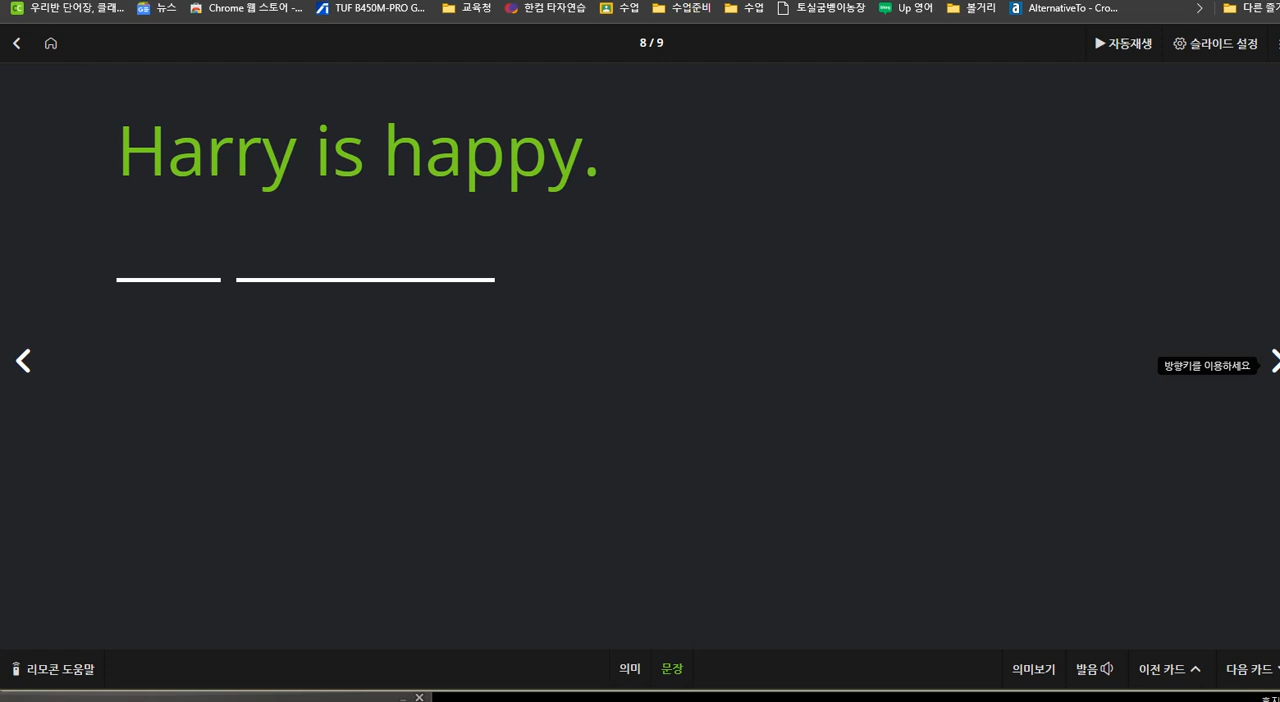 우리반 단어장, 클래... 뉴스 Chrome 웹 스토어 -... TUF B450M-PRO G... 교육청 한컴 타자연습 수업 수업준비 수업 토실굼벵이농장 Up 영어 볼거리 AlternativeTo - Cro... 다른 즐겨
8 / 9 자동재생 슬라이드 설정
Harry is happy.
방향키를 이용하세요
리모콘 도움말 의미 문장 의미보기 발음 이전 카드 다음 카드